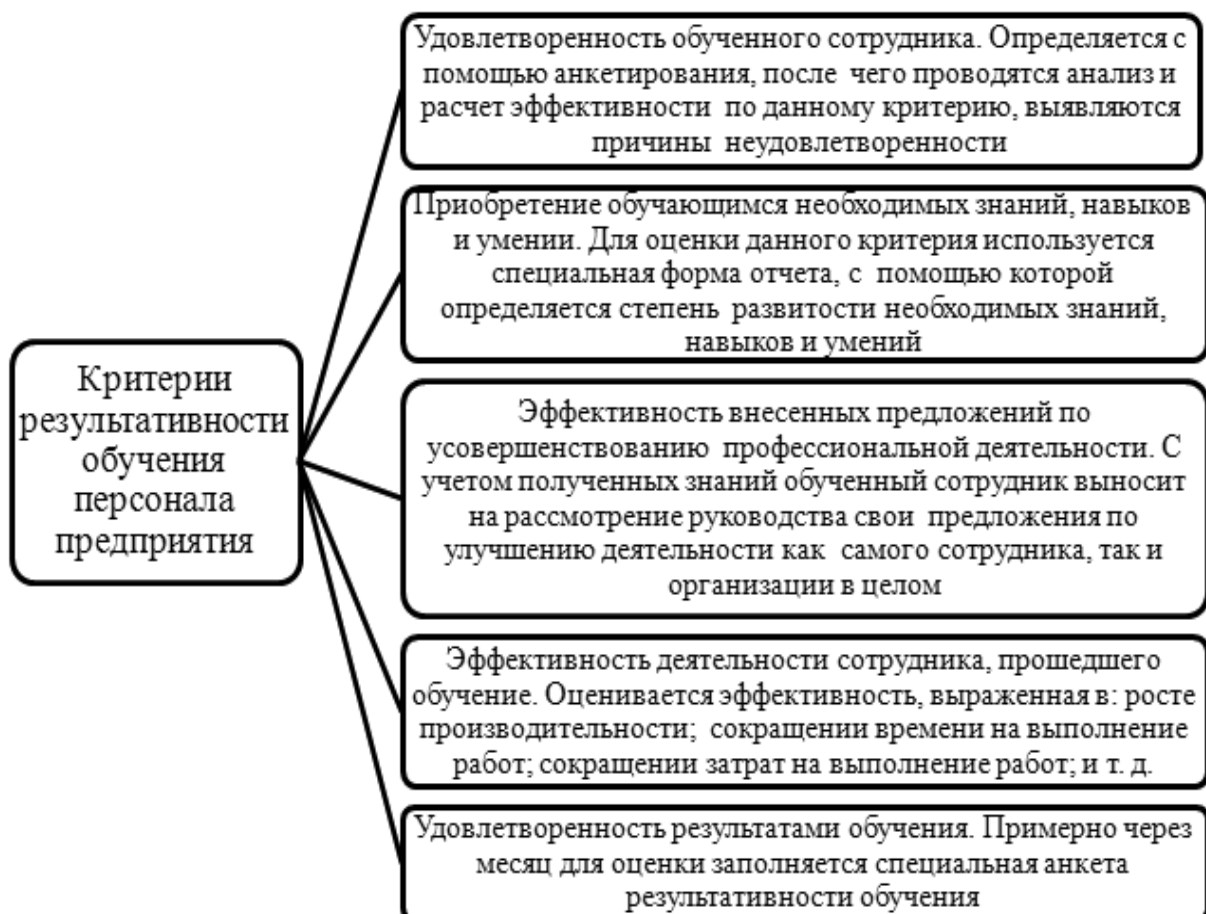 Критерии
результативности
обучения
персонала
предприятия
Удовлетворенность обученного сотрудника. Определяется с
помощью анкетирования, после чего проводятся анализ и
расчет эффективности по данному критерию, выявляются
причины неудовлетворенности
Приобретение обучающимся необходимых знаний, навыков
и умении. Для оценки данного критерия используется
специальная форма отчета, с помощью которой
определяется степень развитости необходимых знаний,
навыков и умений
Эффективность внесенных предложений по
усовершенствованию профессиональной деятельности. С
учетом полученных знаний обученный сотрудник выносит
на рассмотрение руководства свои предложения по
улучшению деятельности как самого сотрудника, так и
организации в целом
Эффективность деятельности сотрудника, прошедшего
обучение. Оценивается эффективность, выраженная в: росте
производительности; сокращении времени на выполнение
работ; сокращении затрат на выполнение работ; и т. д.
Удовлетворенность результатами обучения. Примерно через
месяц для оценки заполняется специальная анкета
результативности обучения